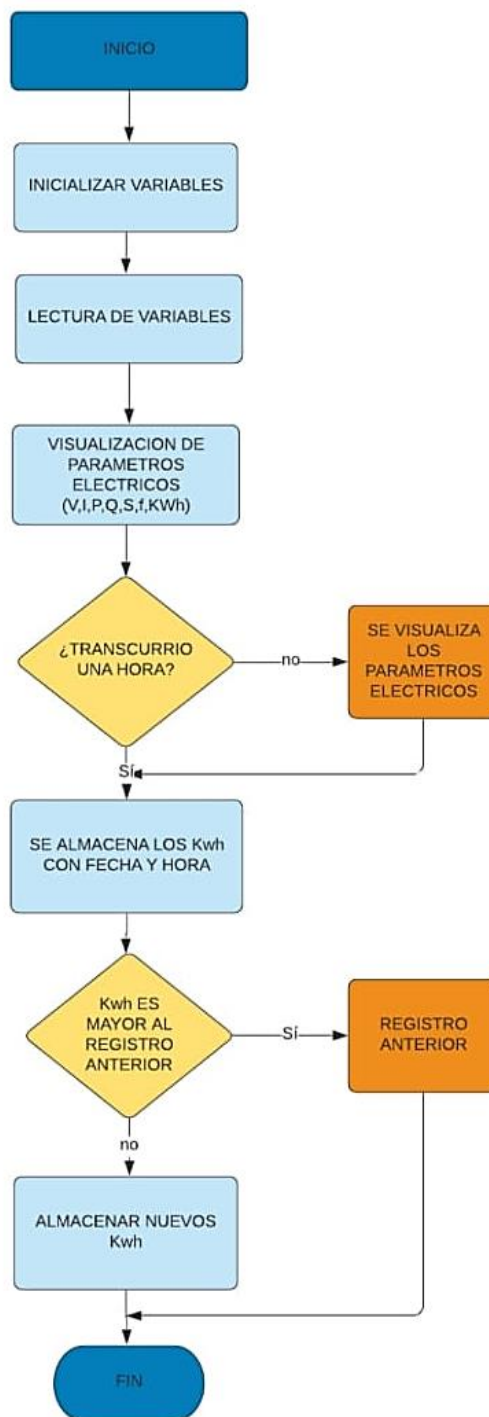 INICIO
INICIALIZAR VARIABLES
LECTURA DE VARIABLES
VISUALIZACION DE
PARAMETROS
ELECTRICOS
(V,I,P,Q,S,f,KWh)
¿TRANSCURRIO
UNA HORA?
no
SE VISUALIZA
LOS
PARAMETROS
ELECTRICOS
Sí
SE ALMACENA LOS Kwh
CON FECHA Y HORA
Kwh ES
MAYOR AL
REGISTRO
ANTERIOR
Sí
REGISTRO
ANTERIOR
no
ALMACENAR NUEVOS
Kwh
FIN